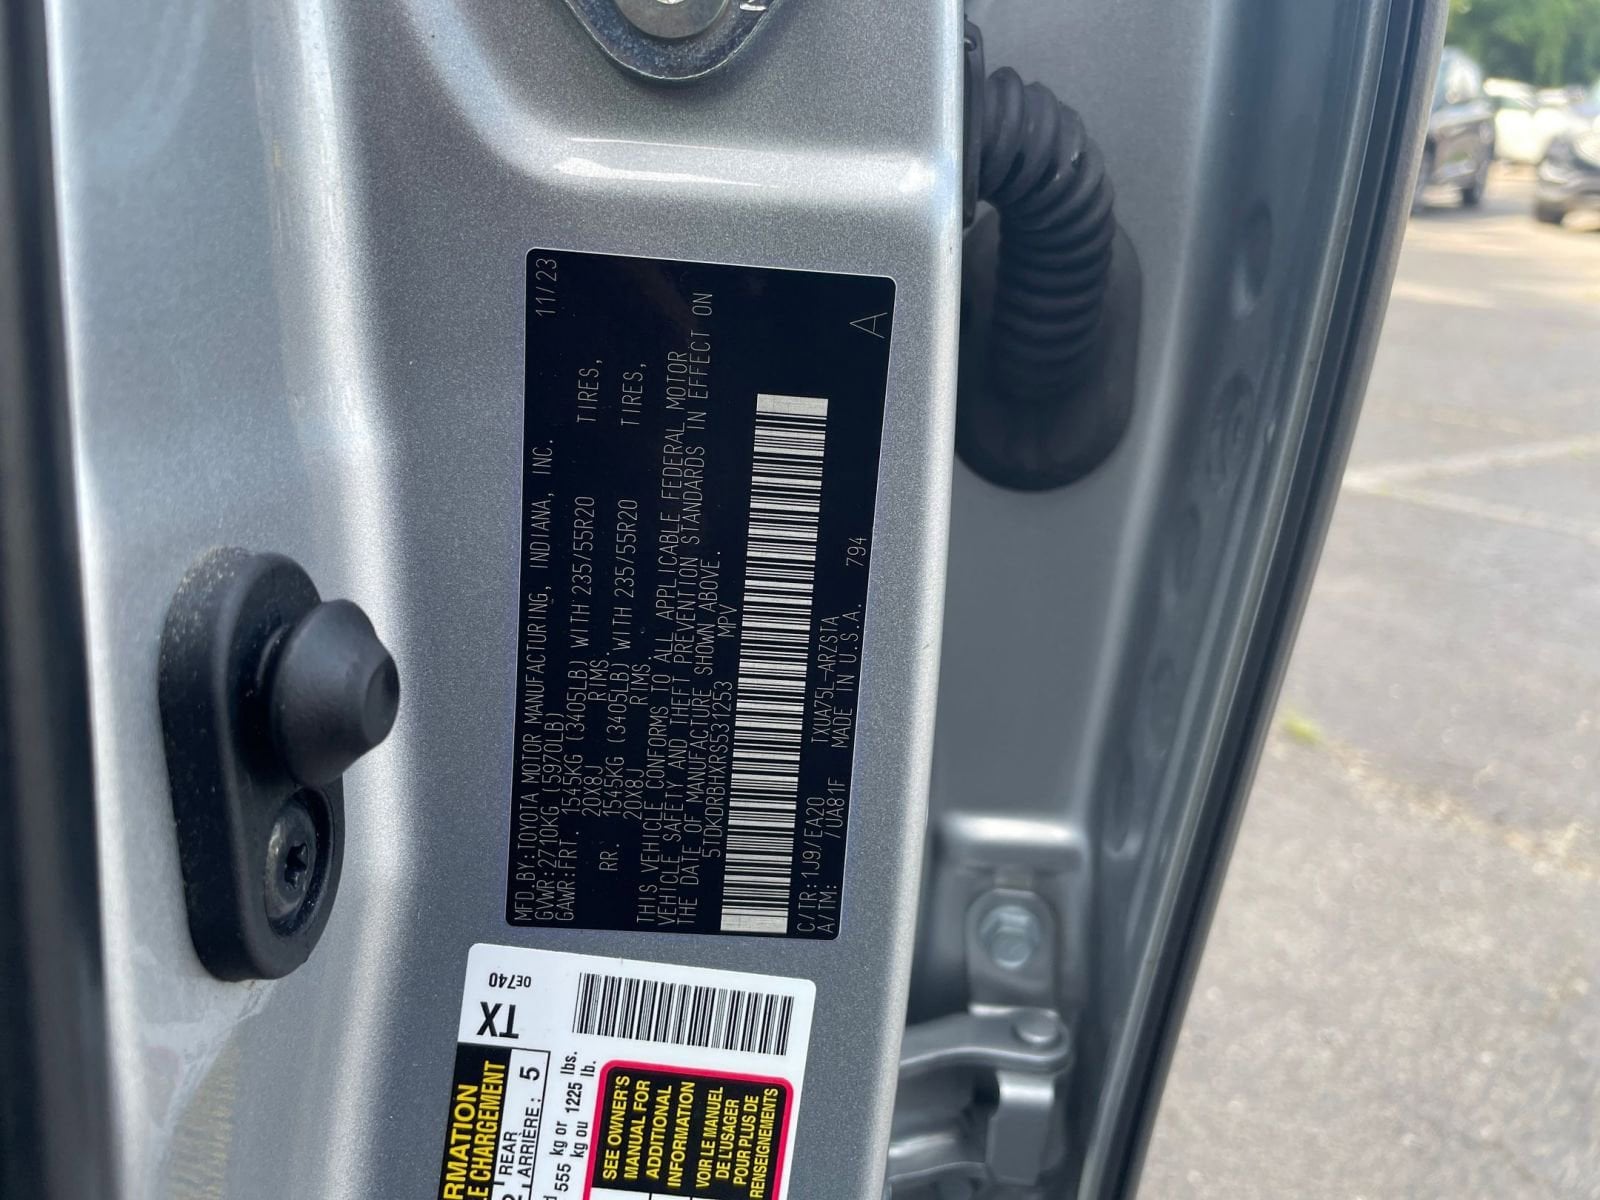 MFD.BY:TOYOTA MOTOR MANUFACTURING, INDIANA, INC. 11/23
GVWR:2710KG (5970LB)
GAWR:FRT. 1545KG (3405LB) WITH 235/55R20 TIRES,
20X8J RIMS.
RR. 1545KG (3405LB) WITH 235/55R20 TIRES,
20X8J RIMS.
THIS VEHICLE CONFORMS TO ALL APPLICABLE FEDERAL MOTOR
VEHICLE SAFETY AND THEFT PREVENTION STANDARDS IN EFFECT ON
THE DATE OF MANUFACTURE SHOWN ABOVE.
5TDKDRBHXRS531253 MPV
A
C/TR:1J9/EA20 TXUA75L-ARZSTA
A/TM: /UA81F MADE IN U.S.A. 794
TX
0E740
REAR
ARRIÈRE: 5
555 kg or 1225 lbs.
kg ou lb.
SEE OWNER'S
MANUAL FOR
ADDITIONAL
INFORMATION
VOIR LE MANUEL
DE L'USAGER
POUR PLUS DE
RENSEIGNEMENTS